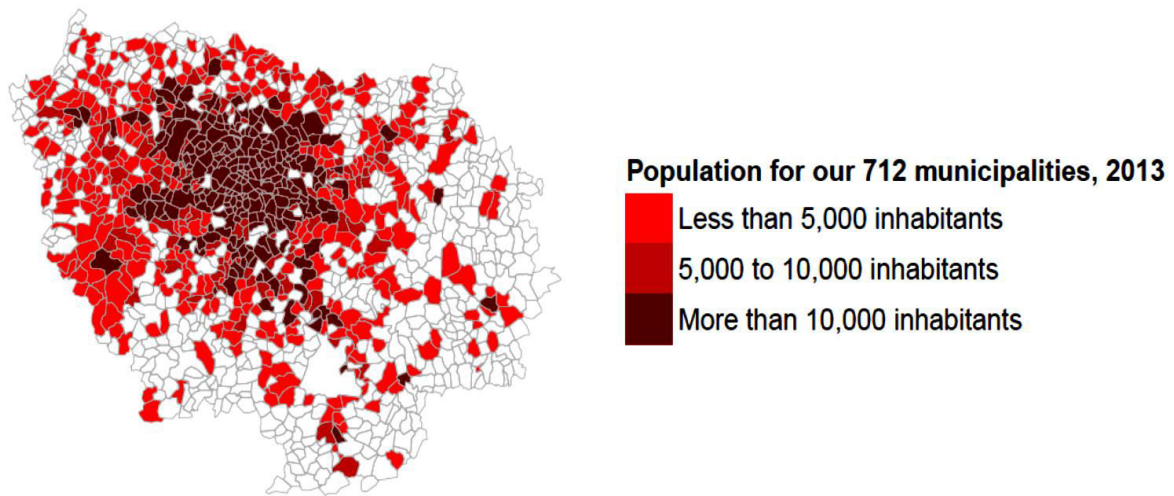 Population for our 712 municipalities, 2013
Less than 5,000 inhabitants
5,000 to 10,000 inhabitants
More than 10,000 inhabitants